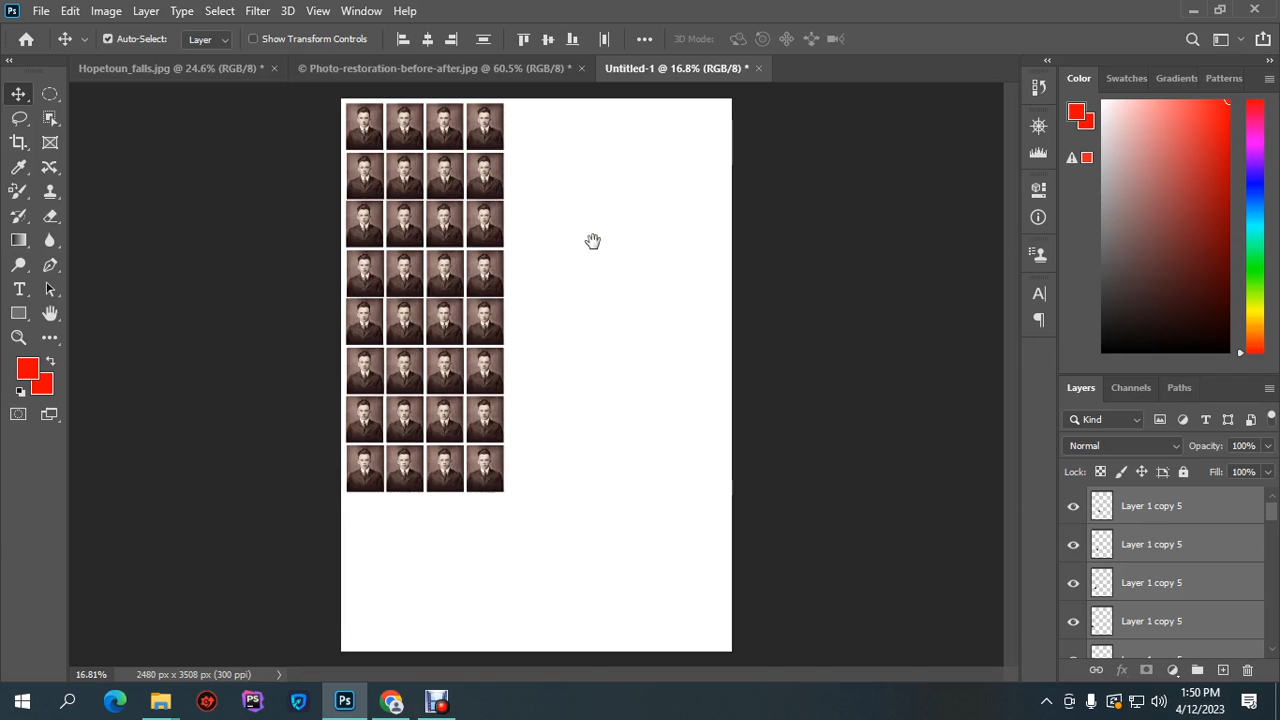 Ps File Edit Image Layer Type Select Filter 3D View Window Help
Auto-Select: Layer Show Transform Controls 3D Mode:
Hopetoun_falls.jpg @ 24.6% (RGB/8) * × © Photo-restoration-before-after.jpg @ 60.5% (RGB/8) * × Untitled-1 @ 16.8% (RGB/8) * ×
Color Swatches Gradients Patterns
Layers Channels Paths
Kind
Normal Opacity: 100%
Lock: Fill: 100%
Layer 1 copy 5
Layer 1 copy 5
Layer 1 copy 5
Layer 1 copy 5
16.81% 2480 px x 3508 px (300 ppi)
PS Ps
1:50 PM
4/12/2023